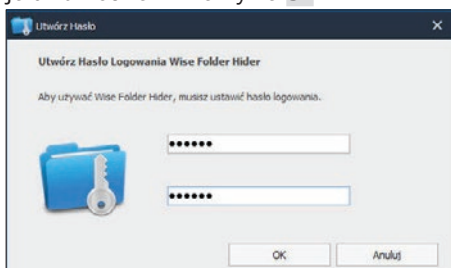 Utwórz Hasło
Utwórz Hasło Logowania Wise Folder Hider
Aby używać Wise Folder Hider, musisz ustawić hasło logowania.
••••••
••••••
OK Anuluj